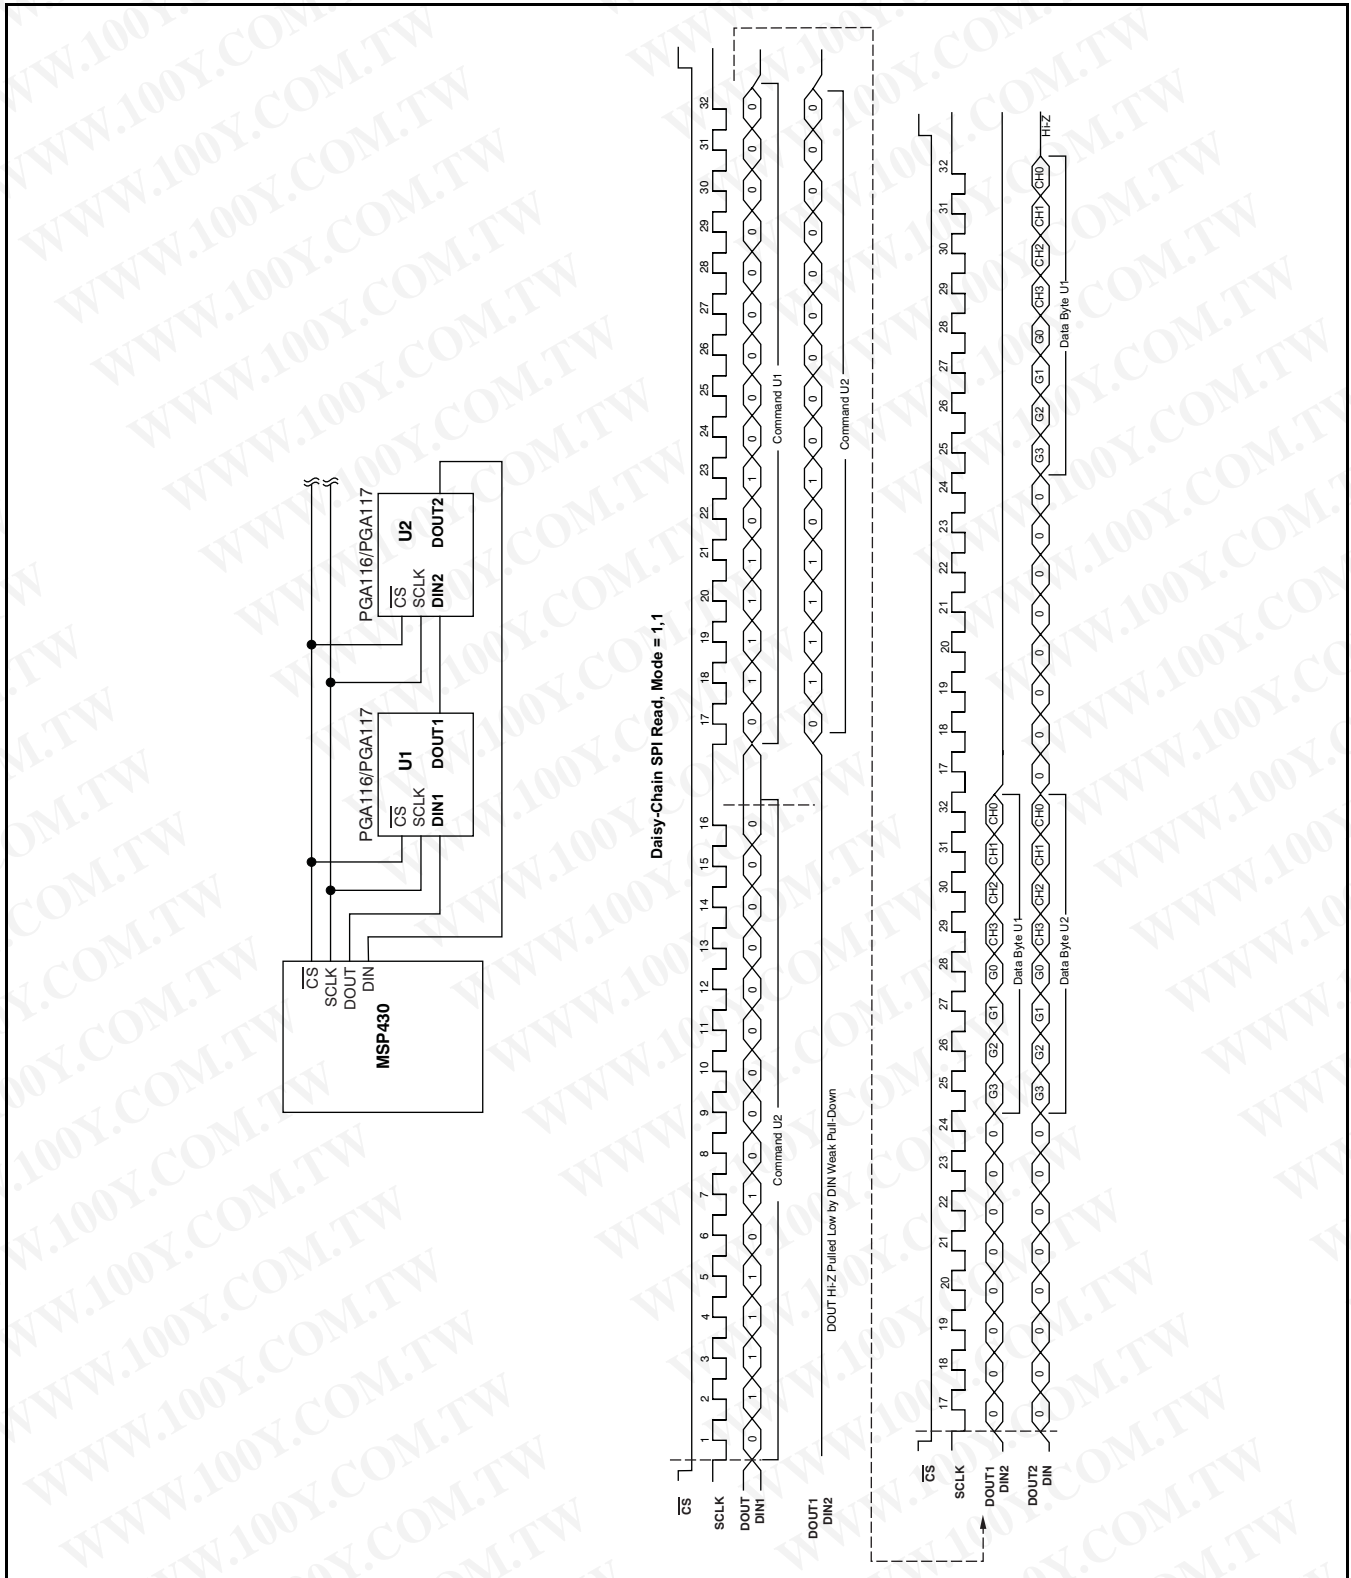 MSP430
CS
SCLK
DOUT
DIN
PGA116/PGA117
U1
CS
SCLK
DIN1
DOUT1
PGA116/PGA117
U2
CS
SCLK
DIN2
DOUT2
Daisy-Chain SPI Read, Mode = 1,1
CS
SCLK
1 2 3 4 5 6 7 8 9 10 11 12 13 14 15 16 17 18 19 20 21 22 23 24 25 26 27 28 29 30 31 32
DOUT
DIN1
0 1 1 1 1 0 1 0 0 0 0 0 0 0 0 0 0 1 1 1 1 0 1 0 0 0 0 0 0 0 0 0
Command U2
Command U1
DOUT1
DIN2
DOUT Hi-Z Pulled Low by DIN Weak Pull-Down
0 1 1 1 1 0 1 0 0 0 0 0 0 0 0 0
Command U2
CS
SCLK
17 18 19 20 21 22 23 24 25 26 27 28 29 30 31 32 17 18 19 20 21 22 23 24 25 26 27 28 29 30 31 32
DOUT1
DIN2
0 0 0 0 0 0 0 0 G3 G2 G1 G0 CH3 CH2 CH1 CH0
Data Byte U1
DOUT2
DIN
0 0 0 0 0 0 0 0 G3 G2 G1 G0 CH3 CH2 CH1 CH0 0 0 0 0 0 0 0 0 G3 G2 G1 G0 CH3 CH2 CH1 CH0
Hi-Z
Data Byte U2
Data Byte U1
WWW.100Y.COM.TW